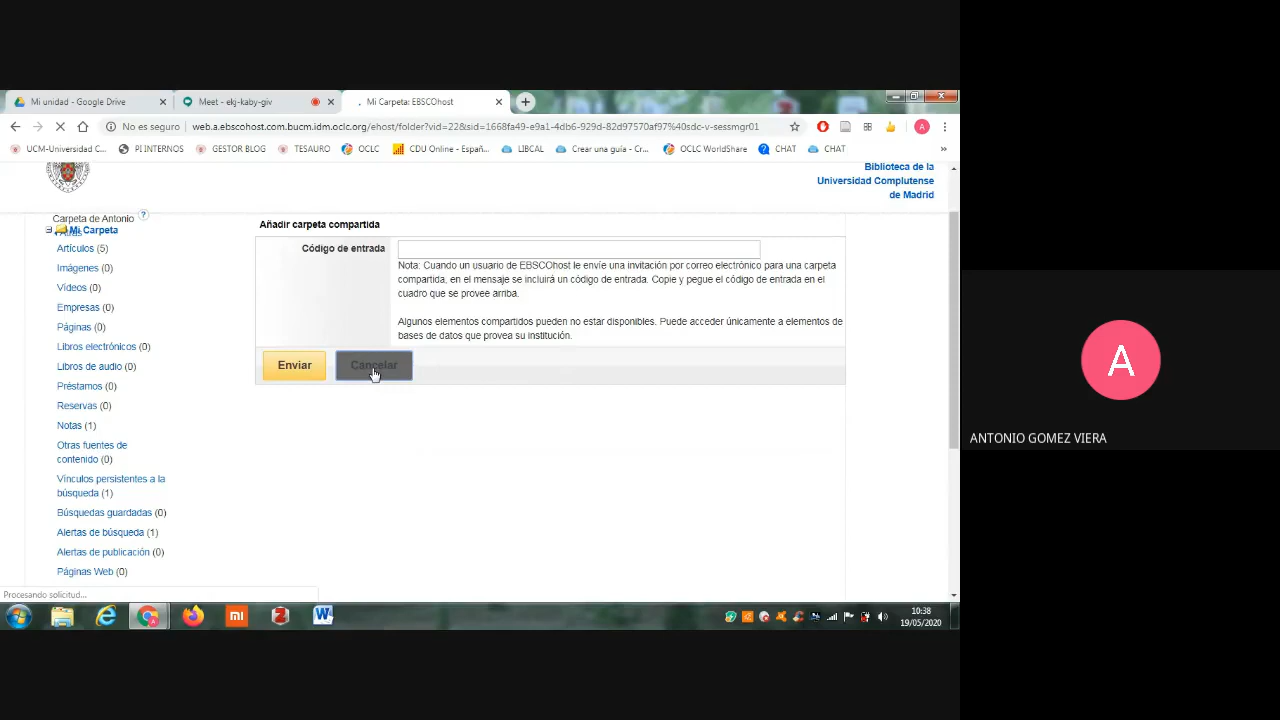 Mi unidad - Google Drive
Meet - ekj-kaby-giv
Mi Carpeta: EBSCOhost
No es seguro
web.a.ebscohost.com.bucm.idm.oclc.org/ehost/folder?vid=22&sid=1668fa49-e9a1-4db6-929d-82d97570af97%40sdc-v-sessmgr01
A
UCM-Universidad C...
PI INTERNOS
GESTOR BLOG
TESAURO
OCLC
CDU Online - Españ...
LIBCAL
Crear una guía - Cr...
OCLC WorldShare
CHAT
CHAT
»
Biblioteca de la
Universidad Complutense
de Madrid
Carpeta de Antonio ?
Mi Carpeta
Artículos (5)
Imágenes (0)
Vídeos (0)
Empresas (0)
Páginas (0)
Libros electrónicos (0)
Libros de audio (0)
Préstamos (0)
Reservas (0)
Notas (1)
Otras fuentes de
contenido (0)
Vínculos persistentes a la
búsqueda (1)
Búsquedas guardadas (0)
Alertas de búsqueda (1)
Alertas de publicación (0)
Páginas Web (0)
Añadir carpeta compartida
Código de entrada
Nota: Cuando un usuario de EBSCOhost le envíe una invitación por correo electrónico para una carpeta
compartida, en el mensaje se incluirá un código de entrada. Copie y pegue el código de entrada en el
cuadro que se provee arriba.
Algunos elementos compartidos pueden no estar disponibles. Puede acceder únicamente a elementos de
bases de datos que provea su institución.
Enviar
Cancelar
Procesando solicitud...
mi
Z
W
10:38
19/05/2020
A
ANTONIO GOMEZ VIERA